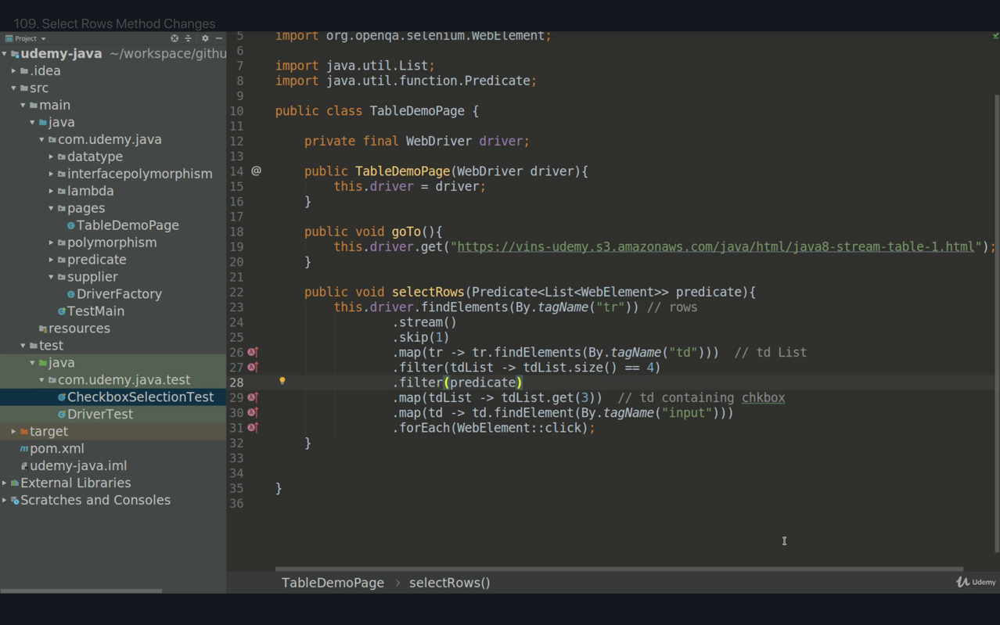 109. Select Rows Method Changes
Project
udemy-java ~/workspace/githu
.idea
src
main
java
com.udemy.java
datatype
interfacepolymorphism
lambda
pages
TableDemoPage
polymorphism
predicate
supplier
DriverFactory
TestMain
resources
test
java
com.udemy.java.test
CheckboxSelectionTest
DriverTest
target
pom.xml
udemy-java.iml
External Libraries
Scratches and Consoles
5 import org.openqa.selenium.WebElement;
6
7 import java.util.List;
8 import java.util.function.Predicate;
9
10 public class TableDemoPage {
11
12 private final WebDriver driver;
13
14 @ public TableDemoPage(WebDriver driver){
15 this.driver = driver;
16 }
17
18 public void goTo(){
19 this.driver.get("https://vins-udemy.s3.amazonaws.com/java/html/java8-stream-table-1.html");
20 }
21
22 public void selectRows(Predicate<List<WebElement>> predicate){
23 this.driver.findElements(By.tagName("tr")) // rows
24 .stream()
25 .skip(1)
26 .map(tr -> tr.findElements(By.tagName("td"))) // td List
27 .filter(tdList -> tdList.size() == 4)
28 .filter(predicate)
29 .map(tdList -> tdList.get(3)) // td containing chkbox
30 .map(td -> td.findElement(By.tagName("input")))
31 .forEach(WebElement::click);
32 }
33
34
35 }
36
TableDemoPage › selectRows()
Udemy